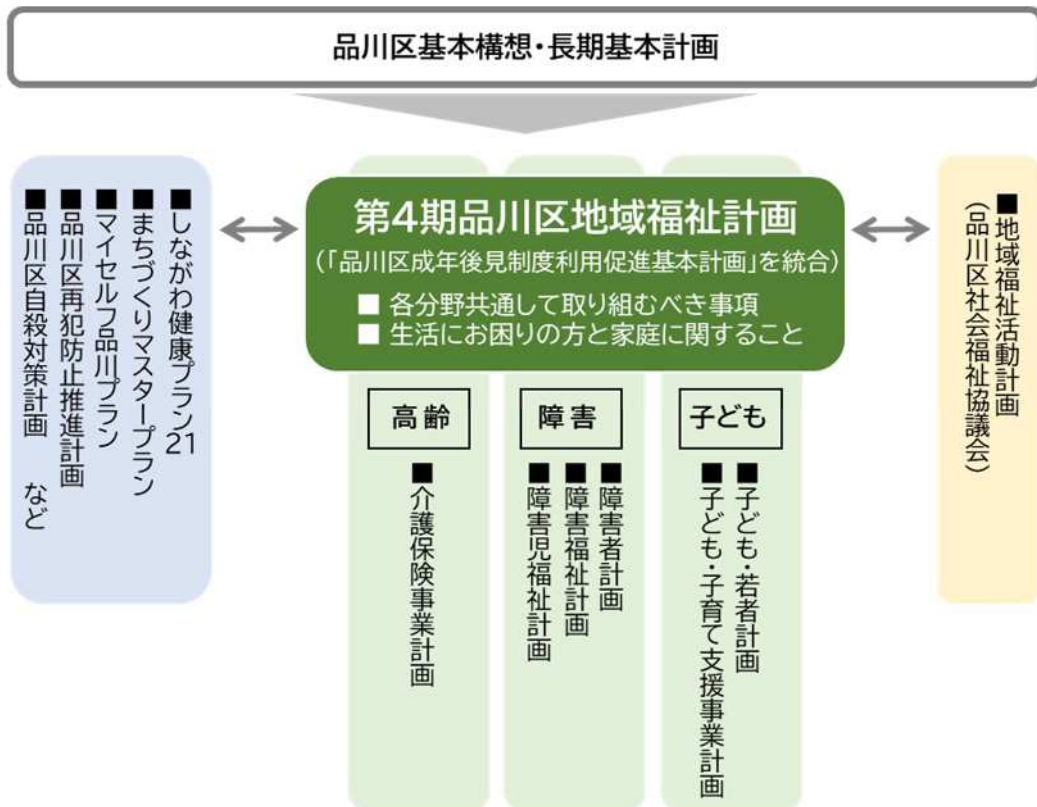 品川区基本構想・長期基本計画
第4期品川区地域福祉計画
(「品川区成年後見制度利用促進基本計画」を統合)
■ 各分野共通して取り組むべき事項
■ 生活にお困りの方と家庭に関すること
■しながわ健康プラン21
■まちづくりマスタープラン
■マイセルフ品川プラン
■品川区再犯防止推進計画
■品川区自殺対策計画 など
高齢
■介護保険事業計画
障害
■障害者計画
■障害福祉計画
■障害児福祉計画
子ども
■子ども・若者計画
■子ども・子育て支援事業計画
■地域福祉活動計画
(品川区社会福祉協議会)